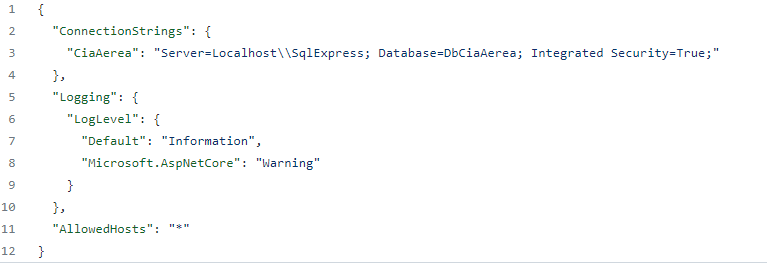 1 {
2 "ConnectionStrings": {
3 "CiaAerea": "Server=Localhost\\SqlExpress; Database=DbCiaAerea; Integrated Security=True;"
4 },
5 "Logging": {
6 "LogLevel": {
7 "Default": "Information",
8 "Microsoft.AspNetCore": "Warning"
9 }
10 },
11 "AllowedHosts": "*"
12 }